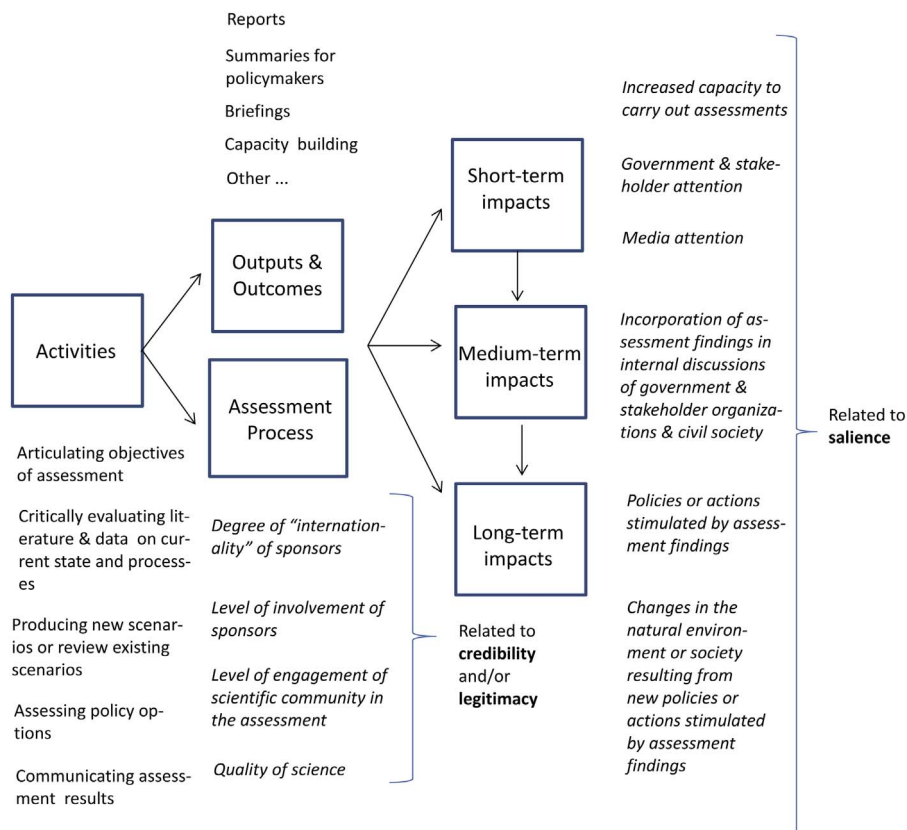 Reports
Summaries for
policymakers
Briefings
Capacity building
Other ...
Outputs &
Outcomes
Activities
Assessment
Process
Articulating objectives
of assessment
Critically evaluating lit-
erature & data on cur-
rent state and process-
es
Producing new scenar-
ios or review existing
scenarios
Assessing policy op-
tions
Communicating assess-
ment results
Degree of “internation-
ality” of sponsors
Level of involvement of
sponsors
Level of engagement of
scientific community in
the assessment
Quality of science
Related to
credibility
and/or
legitimacy
Short-term
impacts
Medium-term
impacts
Long-term
impacts
Increased capacity to
carry out assessments
Government & stake-
holder attention
Media attention
Incorporation of as-
sessment findings in
internal discussions
of government &
stakeholder organiza-
tions & civil society
Policies or actions
stimulated by assess-
ment findings
Changes in the
natural environ-
ment or society
resulting from
new policies or
actions stimulated
by assessment
findings
Related to
salience